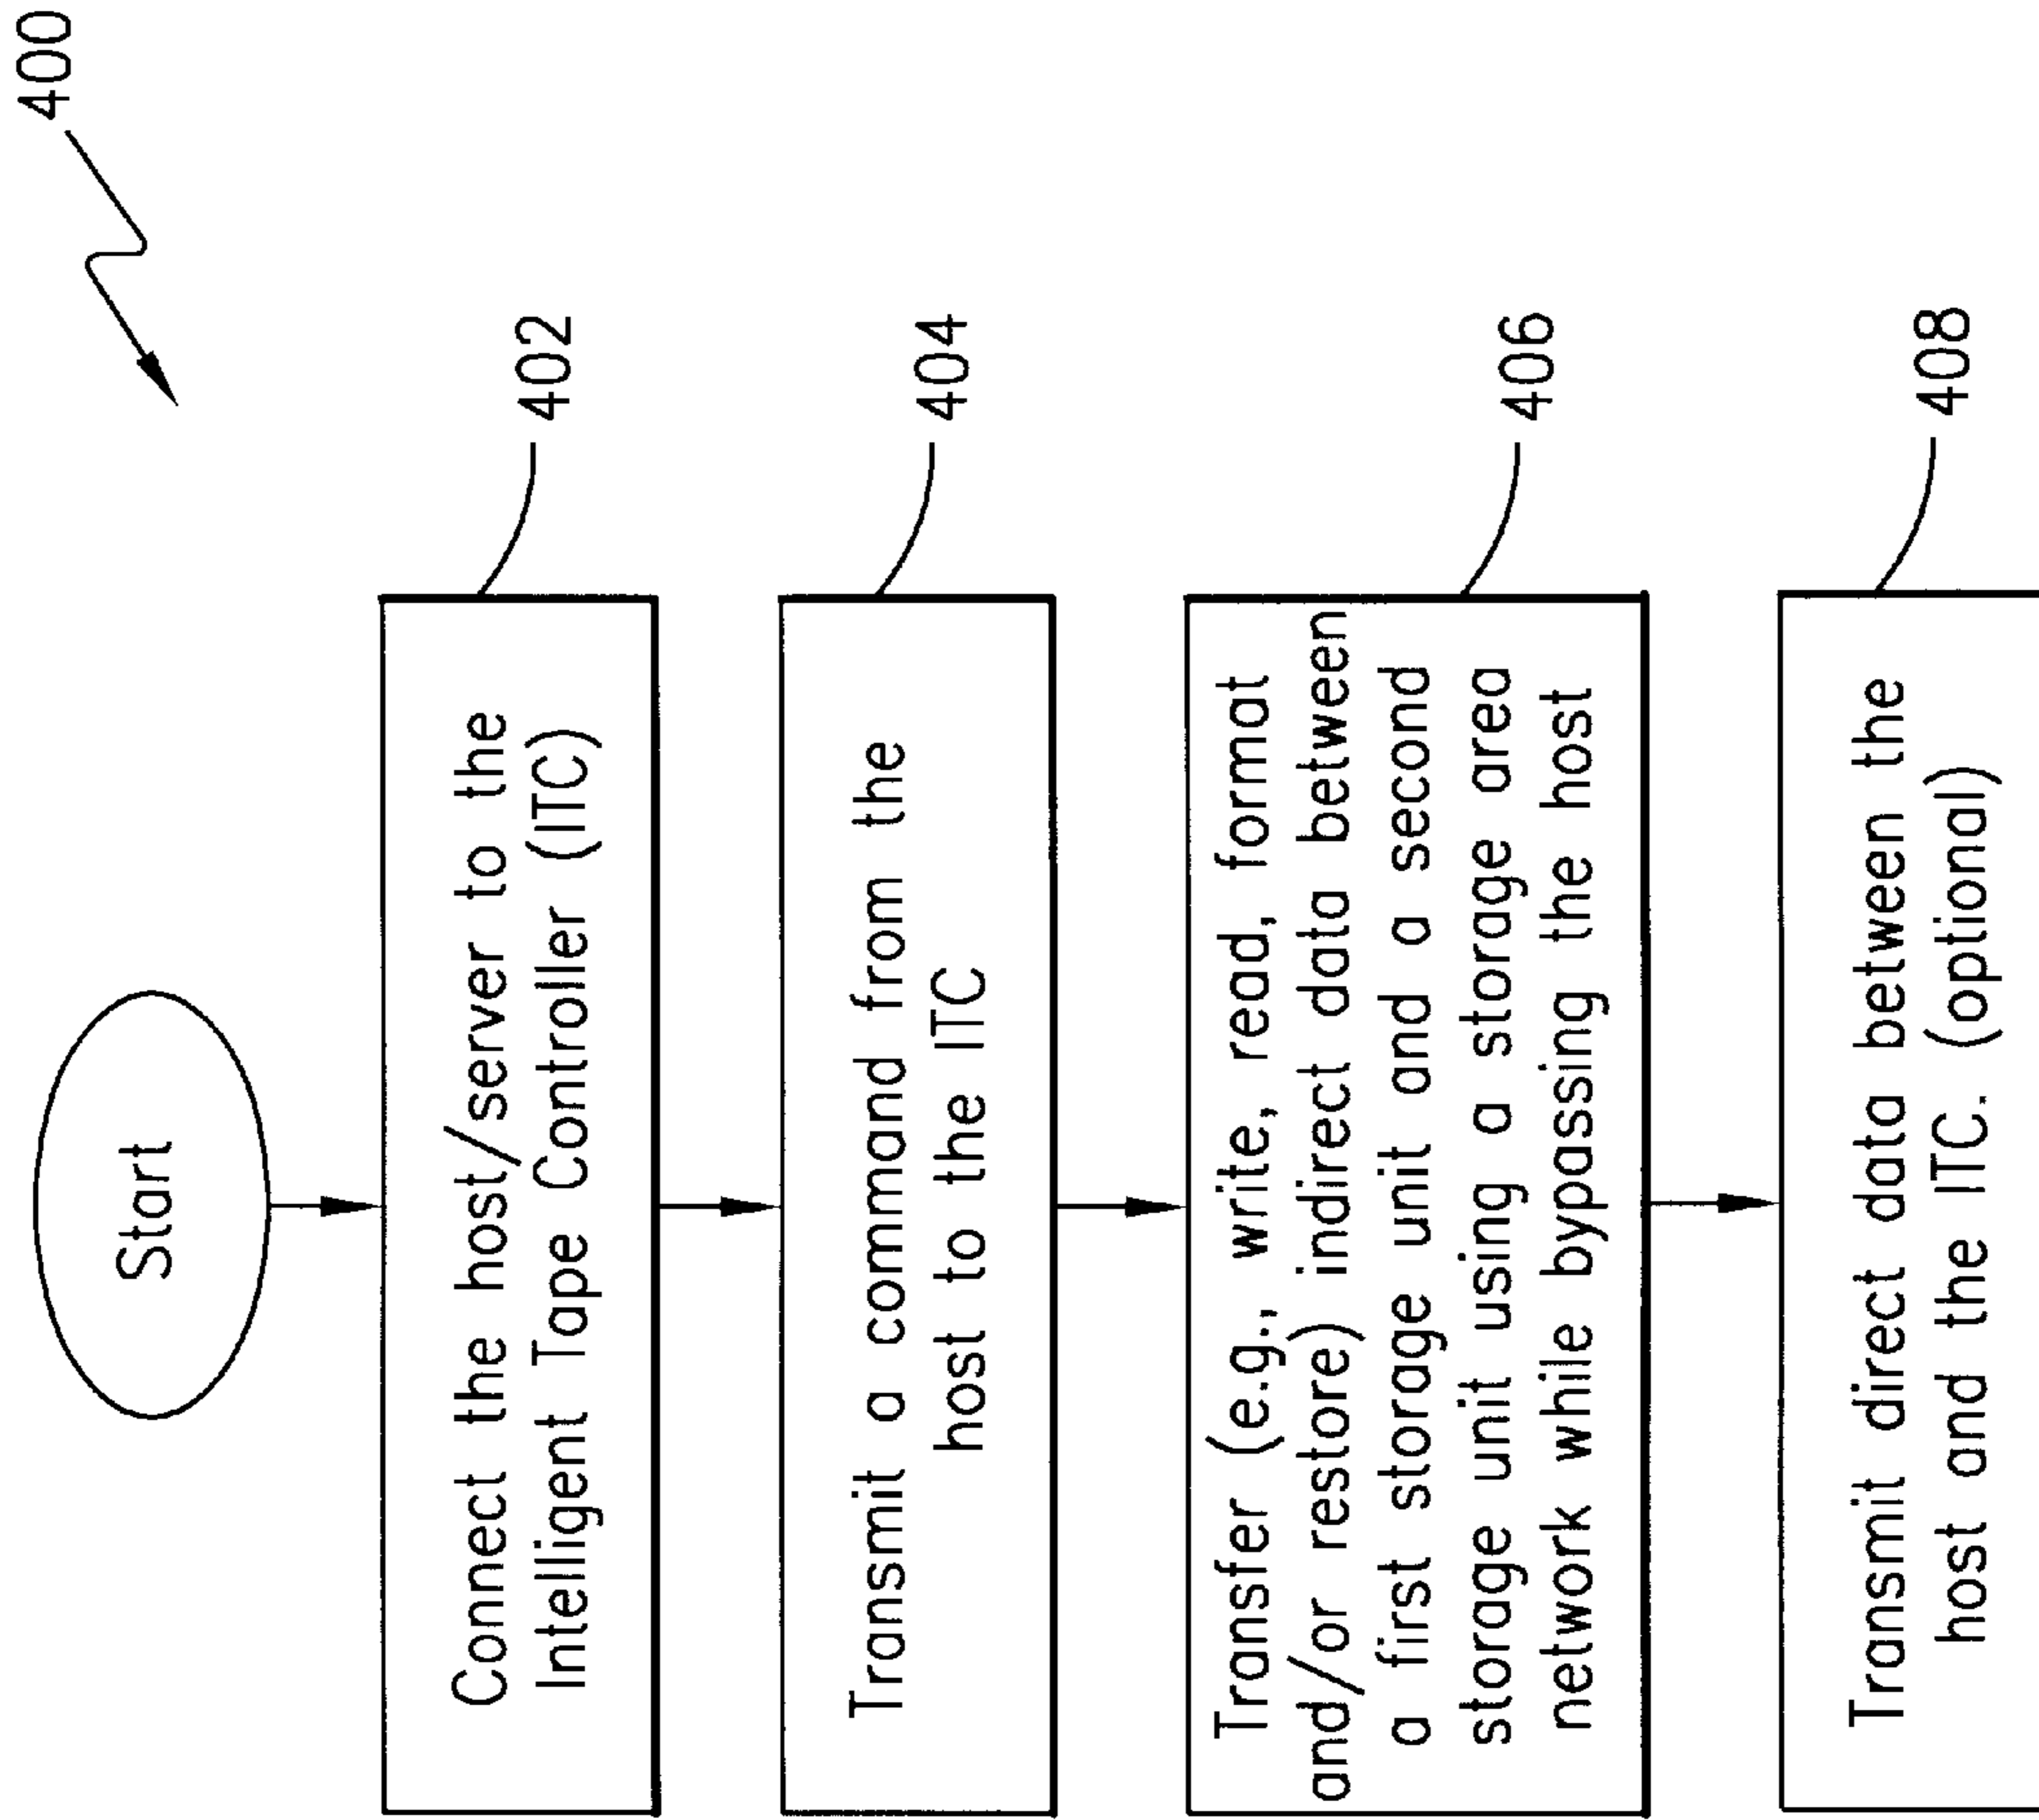 400
Start
Connect the host/server to the
Intelligent Tape Controller (ITC)
402
Transmit a command from the
host to the ITC
404
Transfer (e.g., write, read, format
and/or restore) indirect data between
a first storage unit and a second
storage unit using a storage area
network while bypassing the host
406
Transmit direct data between the
host and the ITC. (optional)
408